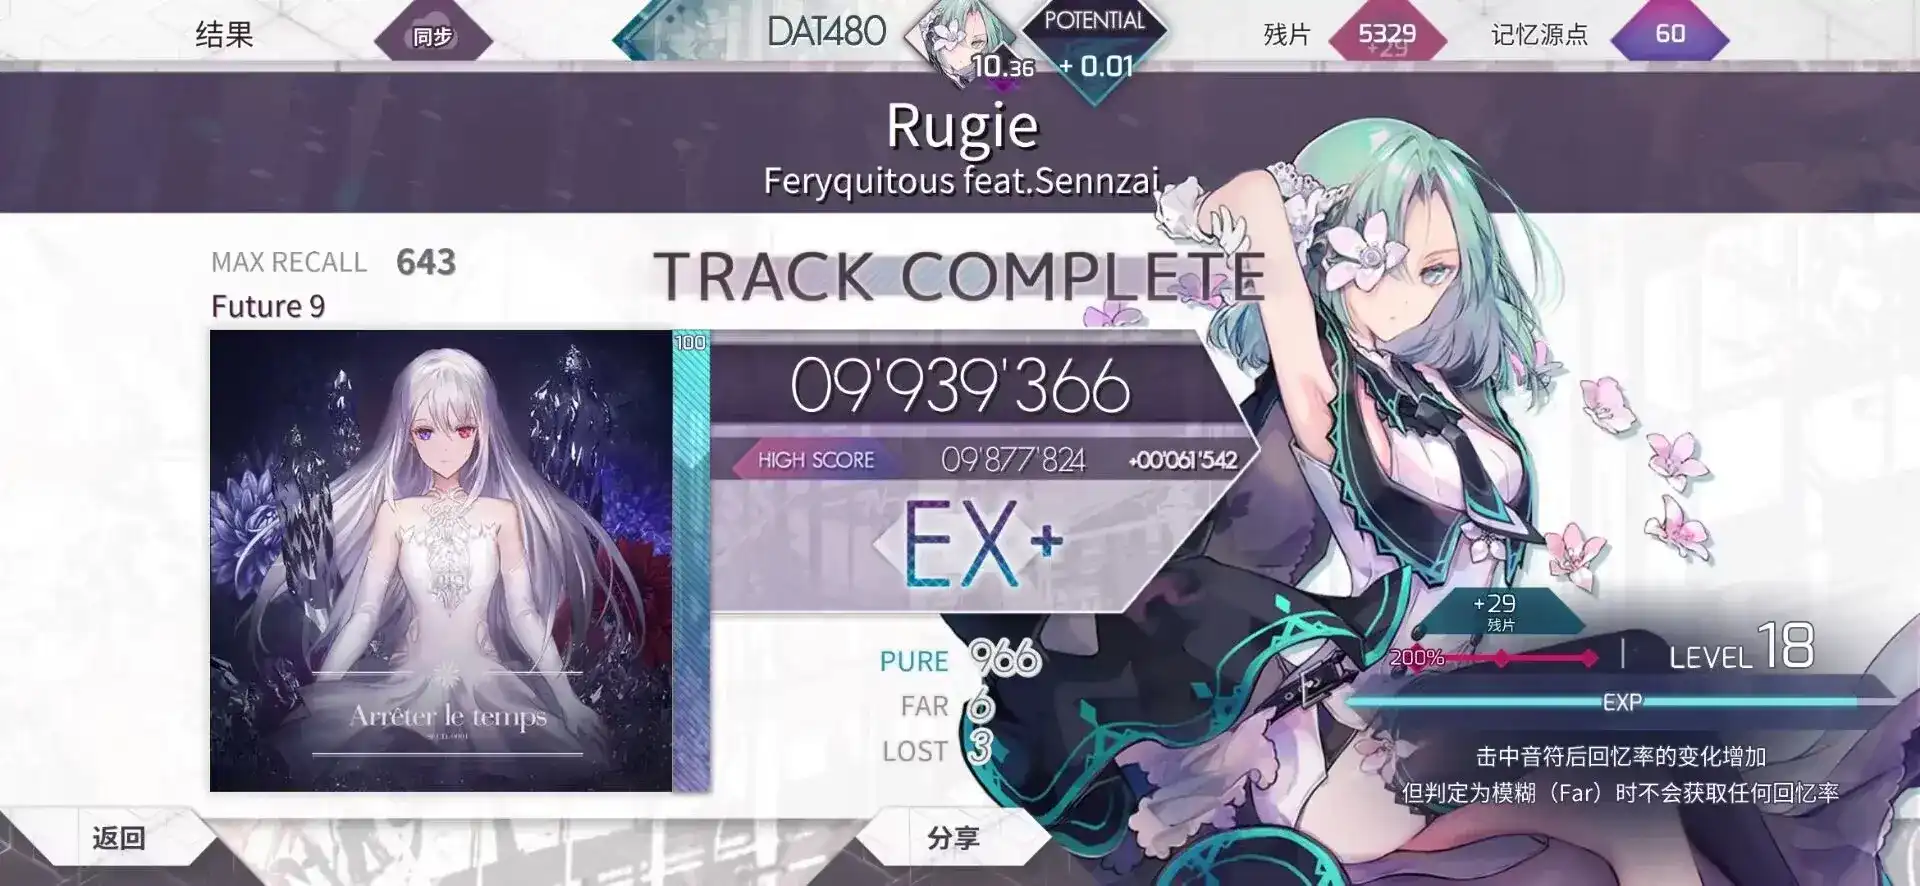 结果
同步
DAT480
10.36
POTENTIAL
+ 0.01
残片
5329
+29
记忆源点
60
Rugie
Feryquitous feat.Sennzai
MAX RECALL 643
Future 9
TRACK COMPLETE
100
09'939'366
HIGH SCORE 09'877'824 +00'061'542
EX+
Arrêter le temps
PURE 966
FAR 6
LOST 3
+29
残片
200%
LEVEL 18
EXP
击中音符后回忆率的变化增加
但判定为模糊（Far）时不会获取任何回忆率
返回
分享